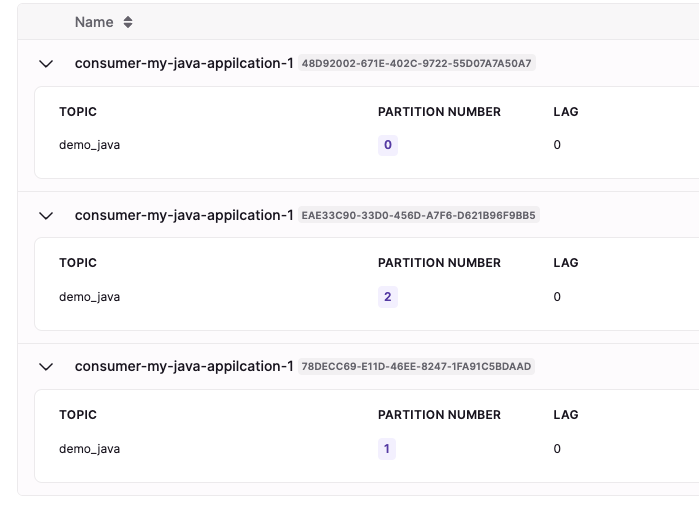 Name
consumer-my-java-appilcation-1 48D92002-671E-402C-9722-55D07A7A50A7
TOPIC PARTITION NUMBER LAG
demo_java 0 0
consumer-my-java-appilcation-1 EAE33C90-33D0-456D-A7F6-D621B96F9BB5
TOPIC PARTITION NUMBER LAG
demo_java 2 0
consumer-my-java-appilcation-1 78DECC69-E11D-46EE-8247-1FA91C5BDAAD
TOPIC PARTITION NUMBER LAG
demo_java 1 0